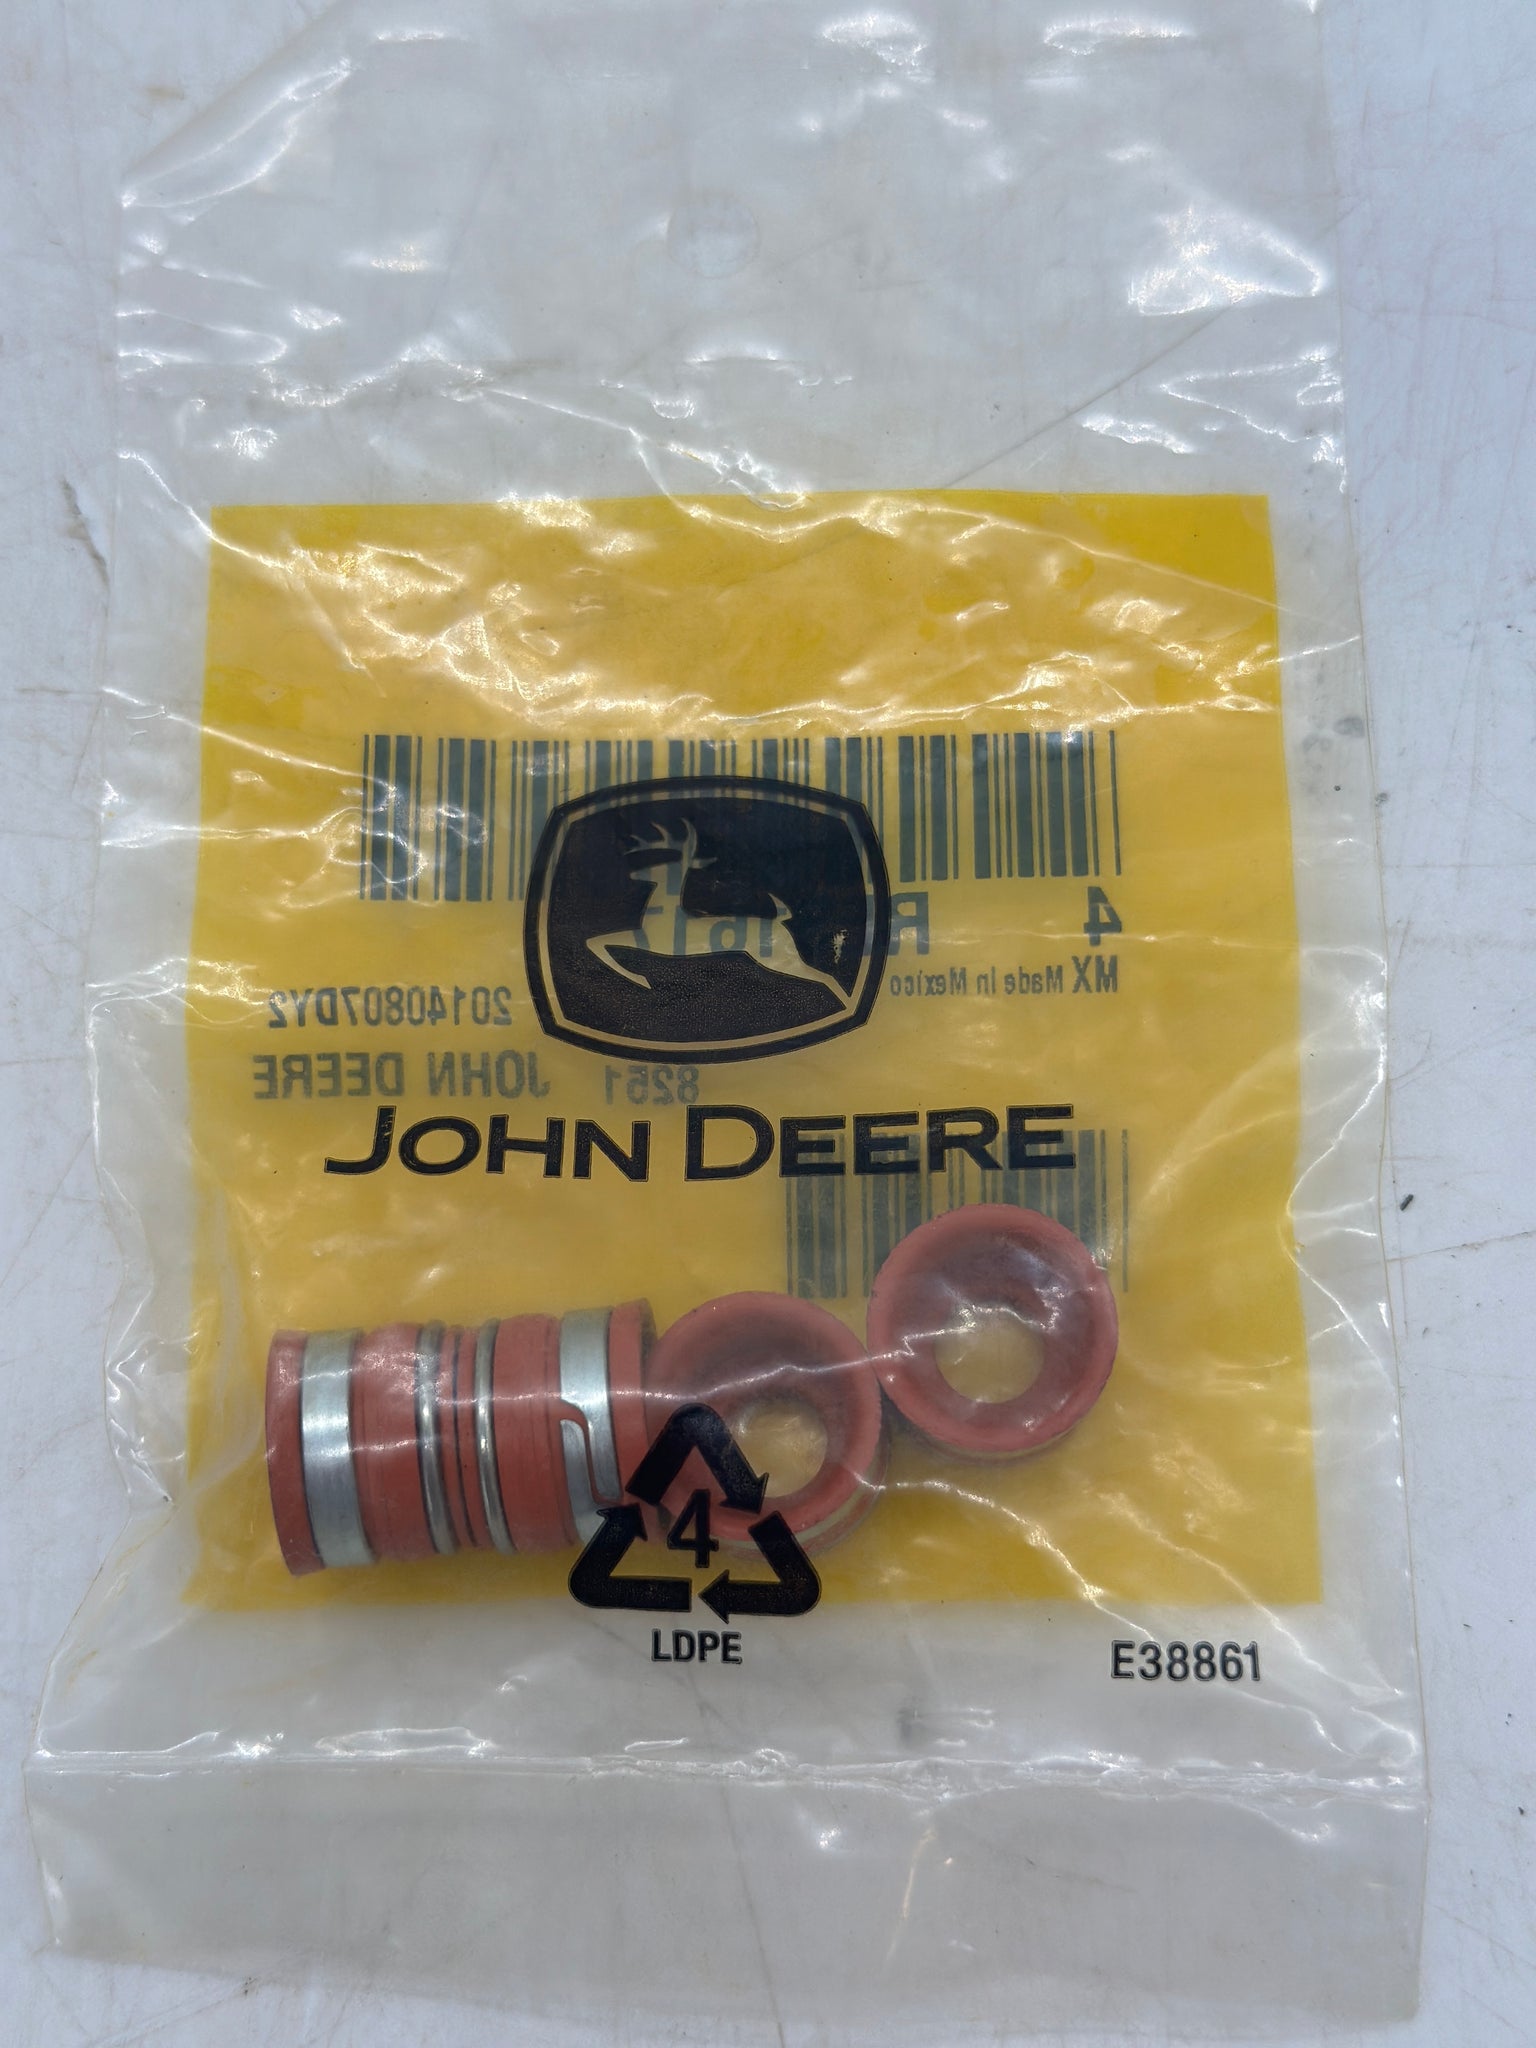 4
MX Made In Mexico
20140807DY2
8251 JOHN DEERE
JOHN DEERE
4
LDPE
E38861